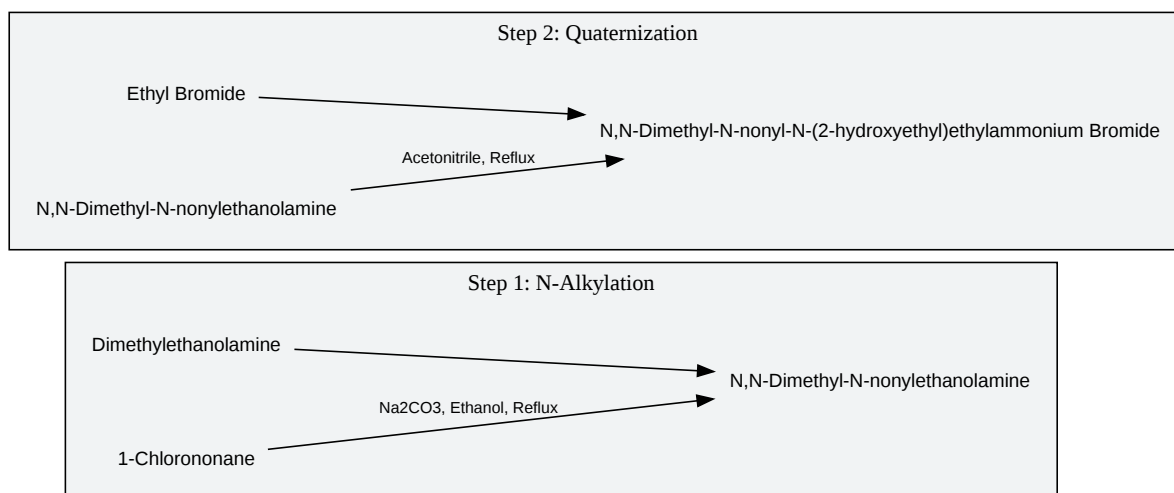 Step 2: Quaternization
Ethyl Bromide
N,N-Dimethyl-N-nonyl-N-(2-hydroxyethyl)ethylammonium Bromide
Acetonitrile, Reflux
N,N-Dimethyl-N-nonylethanolamine
Step 1: N-Alkylation
Dimethylethanolamine
N,N-Dimethyl-N-nonylethanolamine
Na2CO3, Ethanol, Reflux
1-Chlorononane